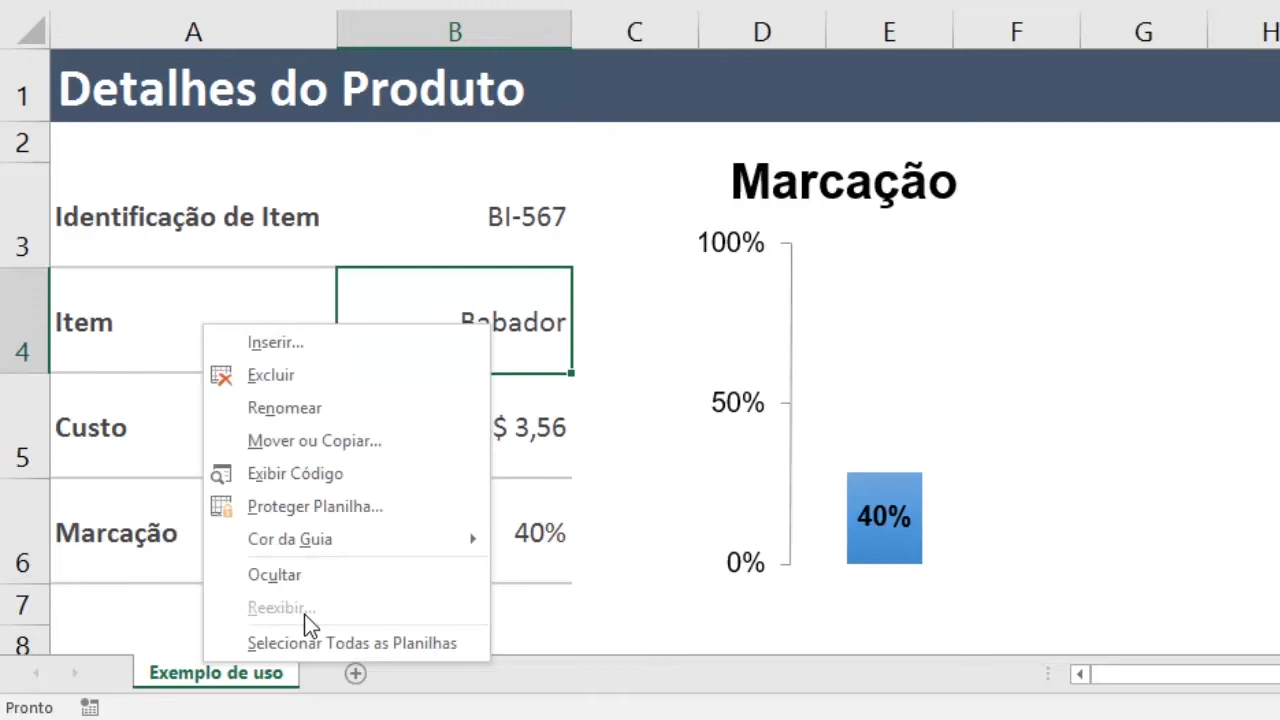 A B C D E F G H
1 Detalhes do Produto
2
Marcação
3 Identificação de Item BI-567
100%
4 Item Babador
Inserir...
Excluir
Renomear
50%
5 Custo $ 3,56
Mover ou Copiar...
Exibir Código
Proteger Planilha...
40%
6 Marcação 40%
Cor da Guia
0%
Ocultar
7
Reexibir...
8
Selecionar Todas as Planilhas
Exemplo de uso
Pronto